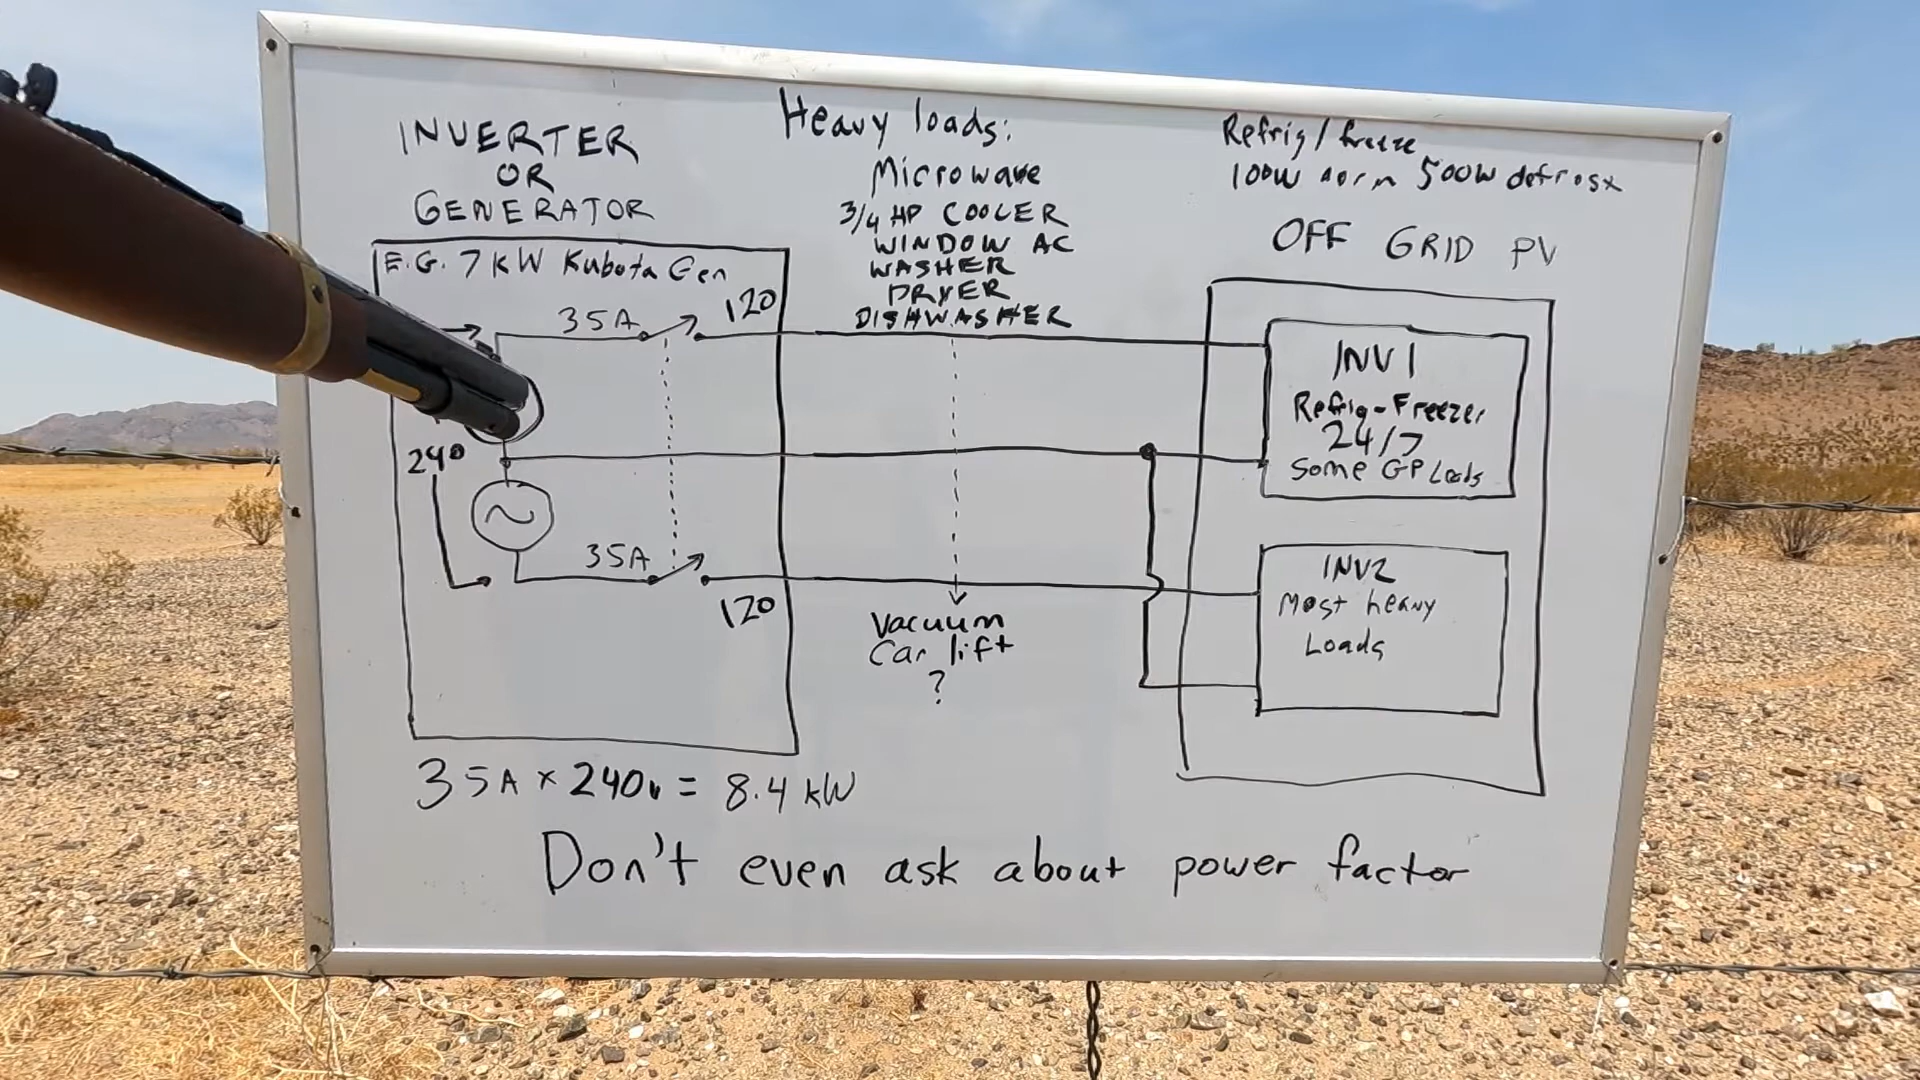 INVERTER
OR
GENERATOR
E.G. 7 KW Kubota Gen
35A
120
240
35A
120
35A x 240v = 8.4 kW
Heavy loads:
Microwave
3/4 HP COOLER
WINDOW AC
WASHER
DRYER
DISHWASHER
Vacuum
Car lift
?
Refrig/freeze
100W norm 500W defrost
OFF GRID PV
INV1
Refrig-Freezer
24/7
Some GP Loads
INV2
Most heavy
Loads
Don't even ask about power factor